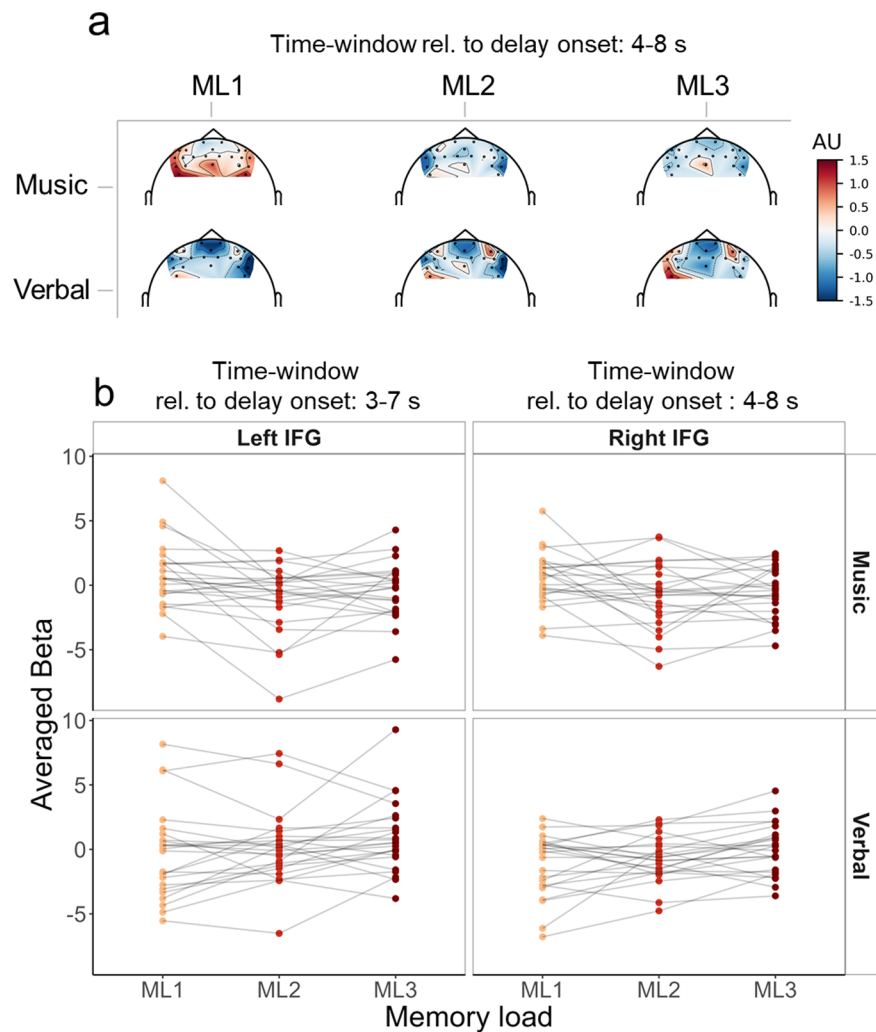 a
Time-window rel. to delay onset: 4-8 s
ML1
ML2
ML3
Music
Verbal
AU
1.5
1.0
0.5
0.0
-0.5
-1.0
-1.5
b
Time-window
rel. to delay onset: 3-7 s
Time-window
rel. to delay onset : 4-8 s
Left IFG
Right IFG
Averaged Beta
10
5
0
-5
Music
10
5
0
-5
Verbal
ML1
ML2
ML3
ML1
ML2
ML3
Memory load